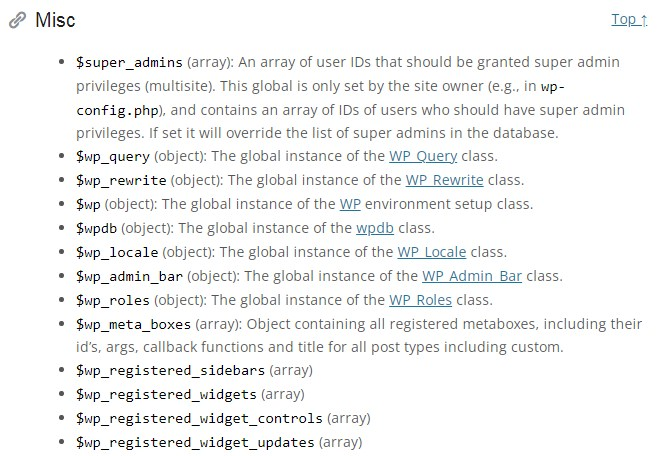 Misc
Top ↑
$super_admins (array): An array of user IDs that should be granted super admin
privileges (multisite). This global is only set by the site owner (e.g., in wp-
config.php), and contains an array of IDs of users who should have super admin
privileges. If set it will override the list of super admins in the database.
$wp_query (object): The global instance of the WP_Query class.
$wp_rewrite (object): The global instance of the WP_Rewrite class.
$wp (object): The global instance of the WP environment setup class.
$wpdb (object): The global instance of the wpdb class.
$wp_locale (object): The global instance of the WP_Locale class.
$wp_admin_bar (object): The global instance of the WP_Admin_Bar class.
$wp_roles (object): The global instance of the WP_Roles class.
$wp_meta_boxes (array): Object containing all registered metaboxes, including their
id’s, args, callback functions and title for all post types including custom.
$wp_registered_sidebars (array)
$wp_registered_widgets (array)
$wp_registered_widget_controls (array)
$wp_registered_widget_updates (array)